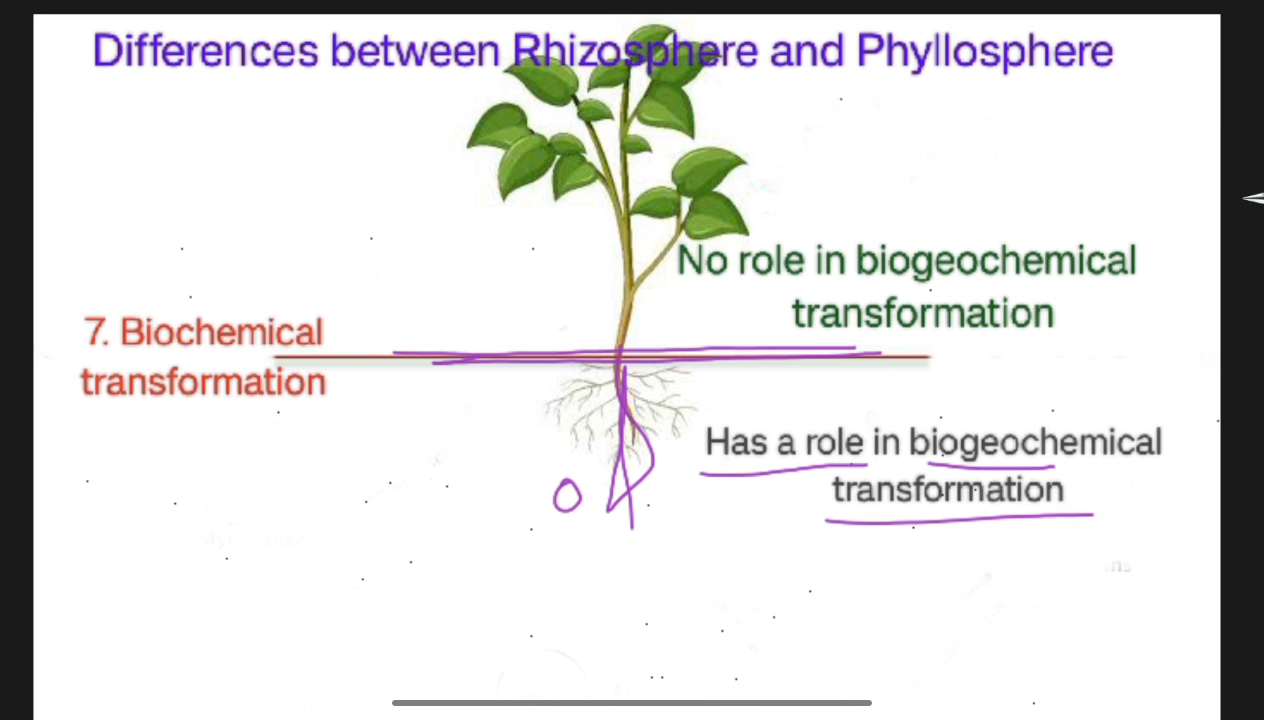 Differences between Rhizosphere and Phyllosphere
No role in biogeochemical
transformation
7. Biochemical
transformation
Has a role in biogeochemical
transformation